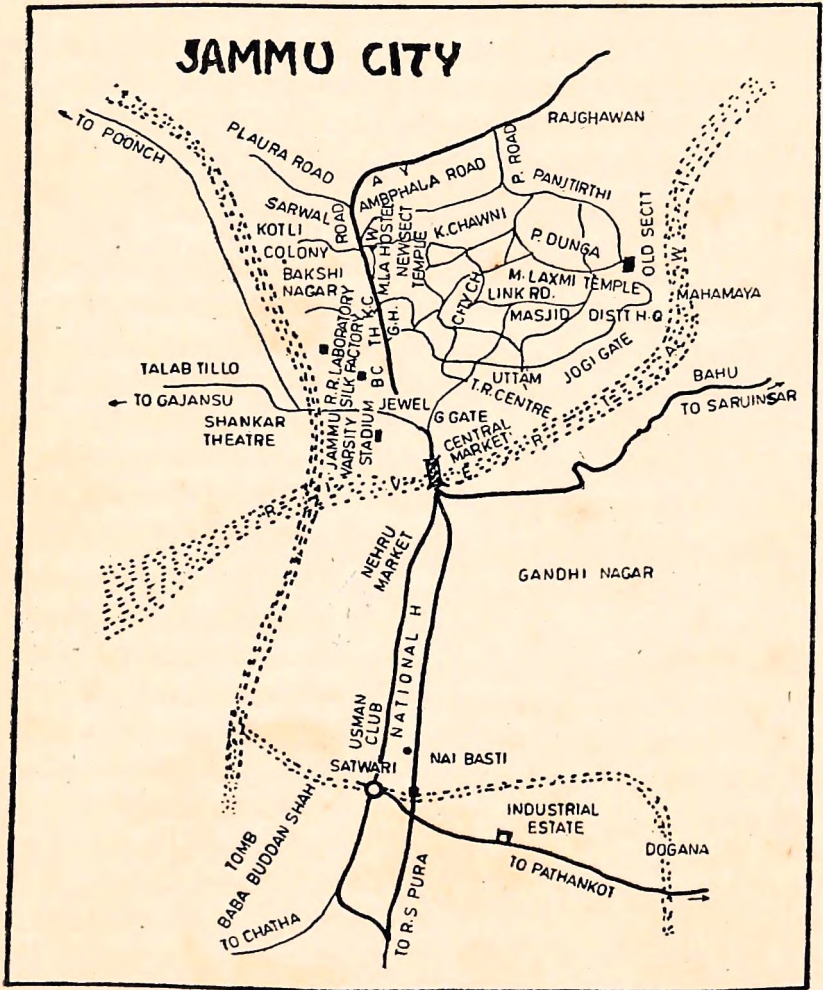 JAMMU CITY
TO POONCH
PLAURA ROAD
RAJGHAWAN
P. ROAD
AMBPHALA ROAD
PANJTIRTHI
SARWAL
ROAD
KOTLI
COLONY
BAKSHI
NAGAR
W A Y
M.L.A HOSTEL
NEW SECT
TEMPLE
K. CHAWNI
P. DUNGA
OLD SECTT
M. LAXMI TEMPLE
CITY CH
LINK RD.
MASJID
DISTT H.Q
MAHAMAYA
K.C
TH
BC
G.H.
R.R. LABORATORY
SILK FACTORY
JAMMU
VARSITY
STADIUM
TALAB TILLO
TO GAJANSU
SHANKAR
THEATRE
JEWEL
UTTAM
JOGI GATE
T.R. CENTRE
G GATE
CENTRAL
MARKET
BAHU
TO SARUINSAR
R I V E R T A W I
NEHRU
MARKET
GANDHI NAGAR
NATIONAL H
USMAN
CLUB
SATWARI
NAI BASTI
INDUSTRIAL
ESTATE
DOGANA
TO PATHANKOT
TOMB
BABA BUDDAN SHAH
TO CHATHA
TO R.S PURA